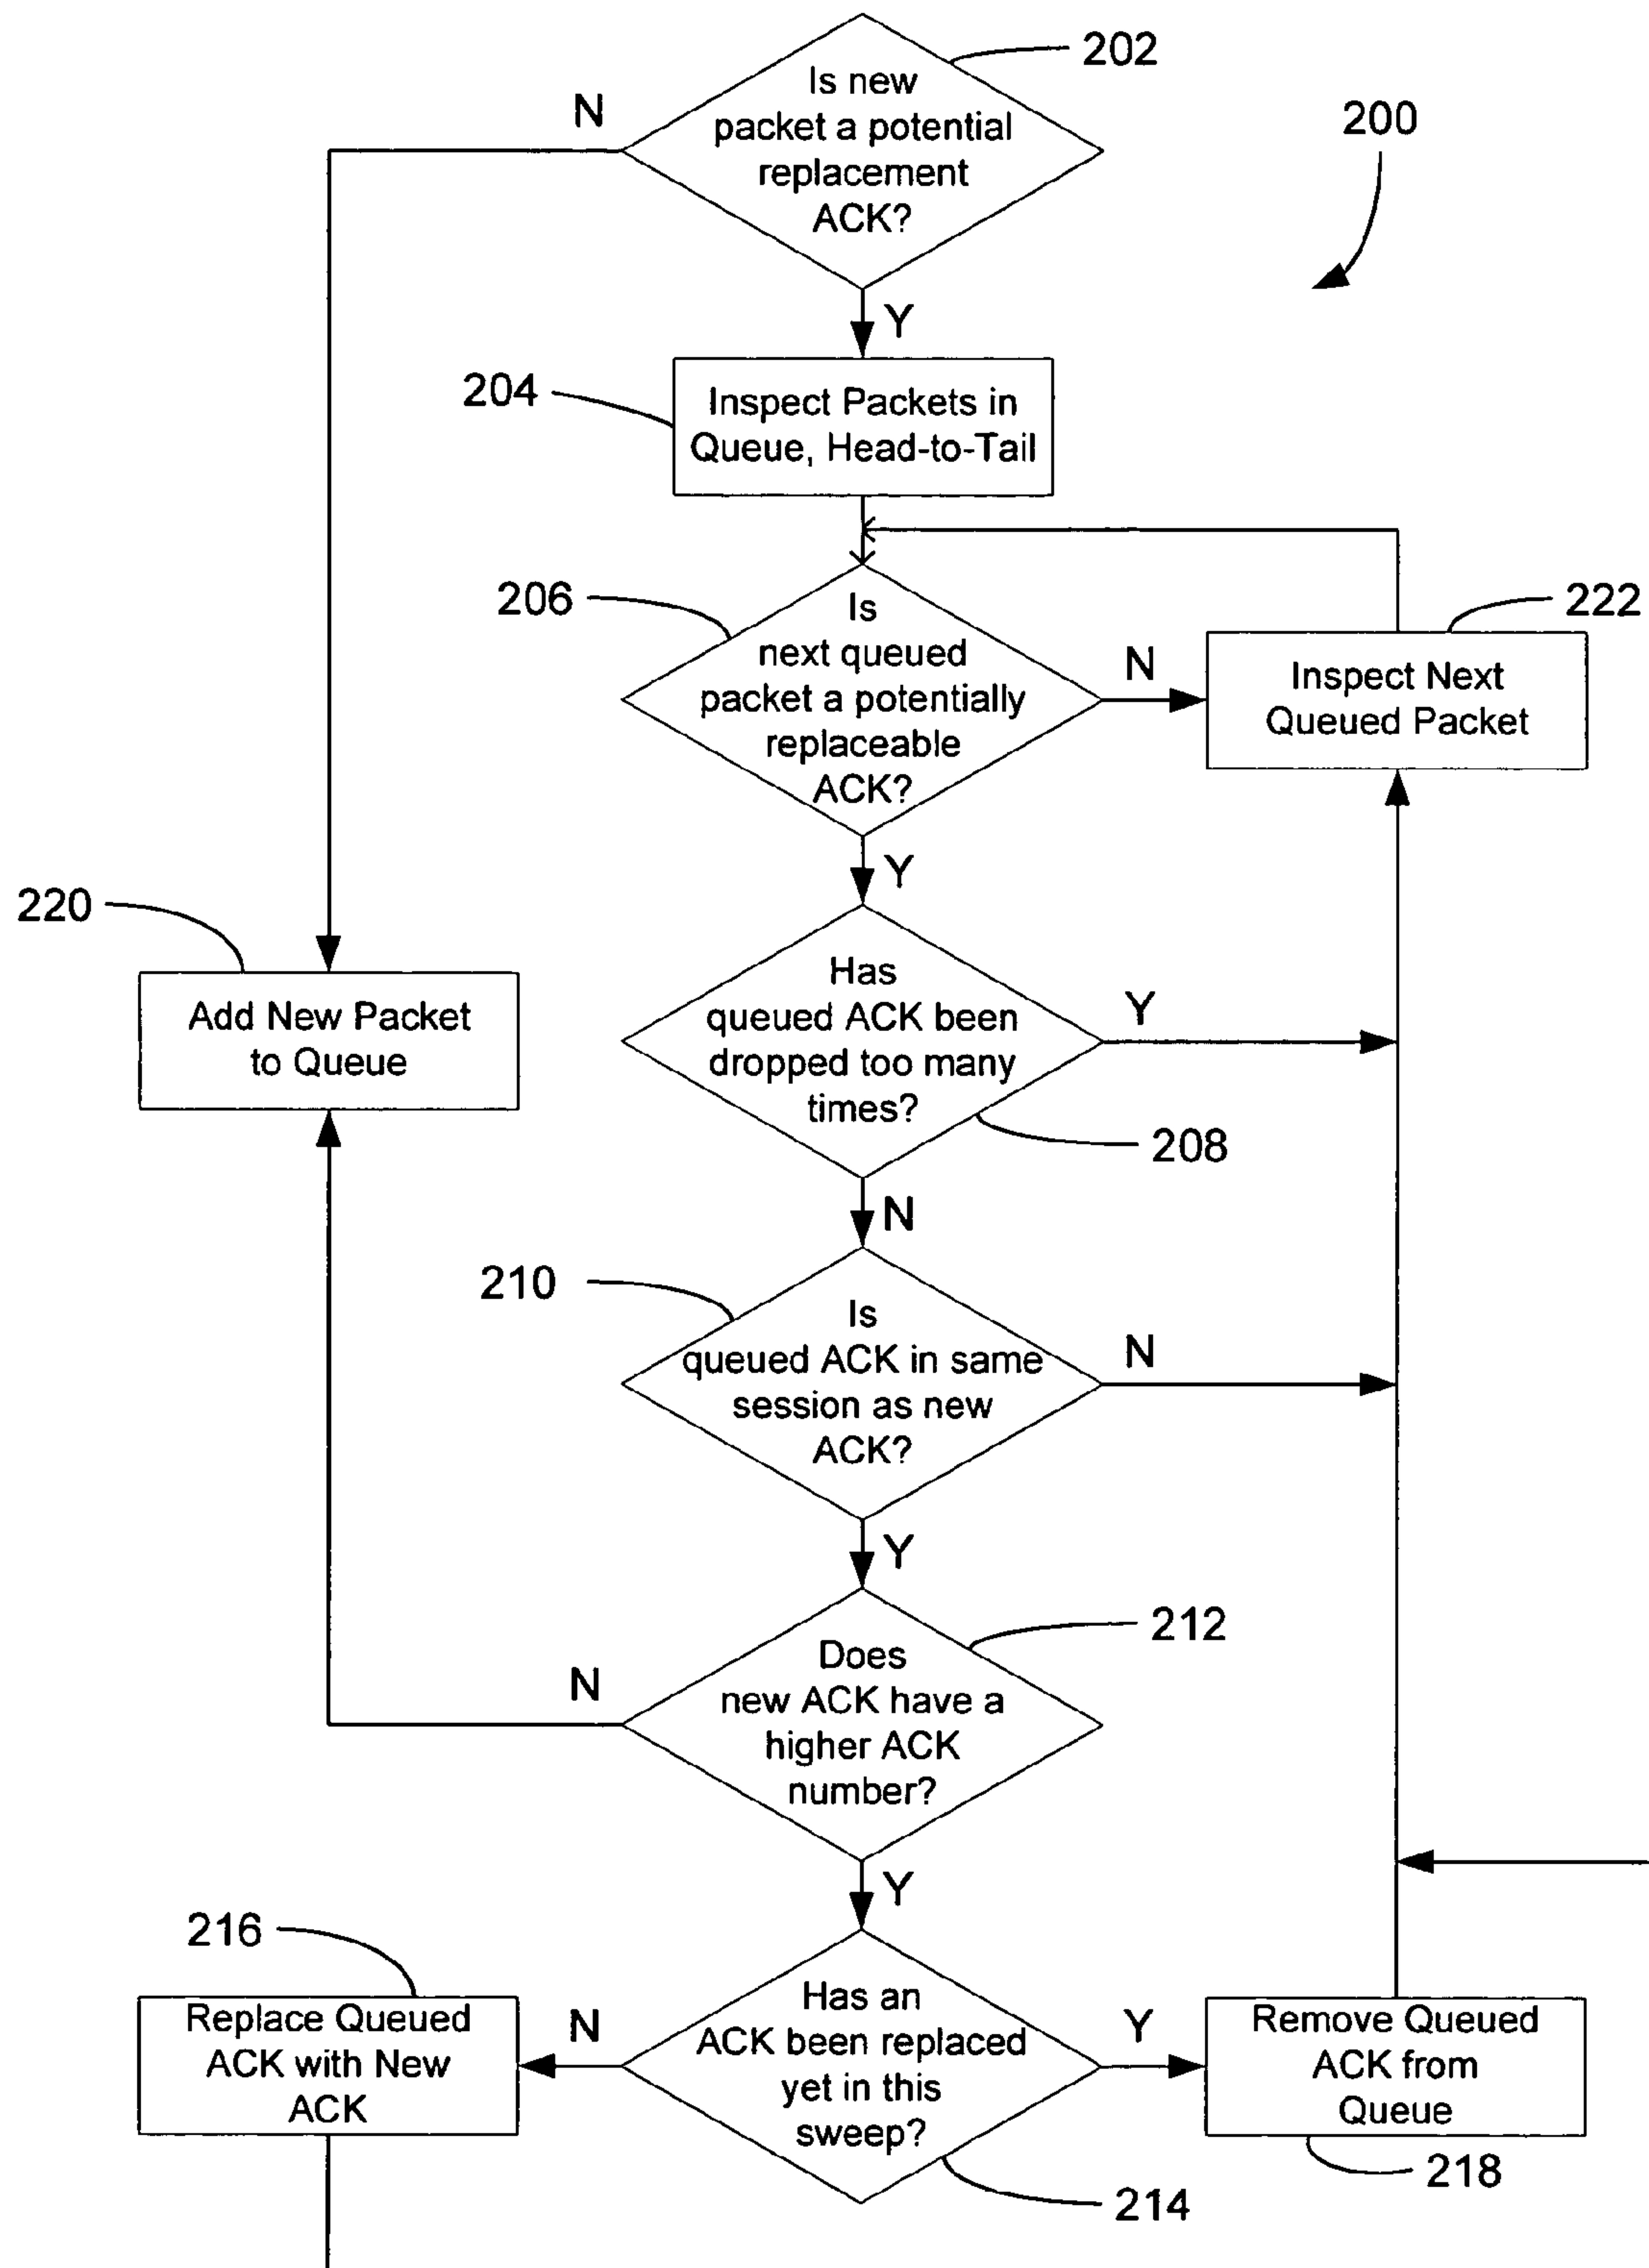 202
Is new
packet a potential
replacement
ACK?
N
200
Y
204
Inspect Packets in
Queue, Head-to-Tail
206
Is
next queued
packet a potentially
replaceable
ACK?
N
222
Inspect Next
Queued Packet
Y
220
Add New Packet
to Queue
Has
queued ACK been
dropped too many
times?
Y
208
N
210
Is
queued ACK in same
session as new
ACK?
N
Y
212
Does
new ACK have a
higher ACK
number?
N
Y
216
Replace Queued
ACK with New
ACK
N
Has an
ACK been replaced
yet in this
sweep?
Y
Remove Queued
ACK from
Queue
218
214